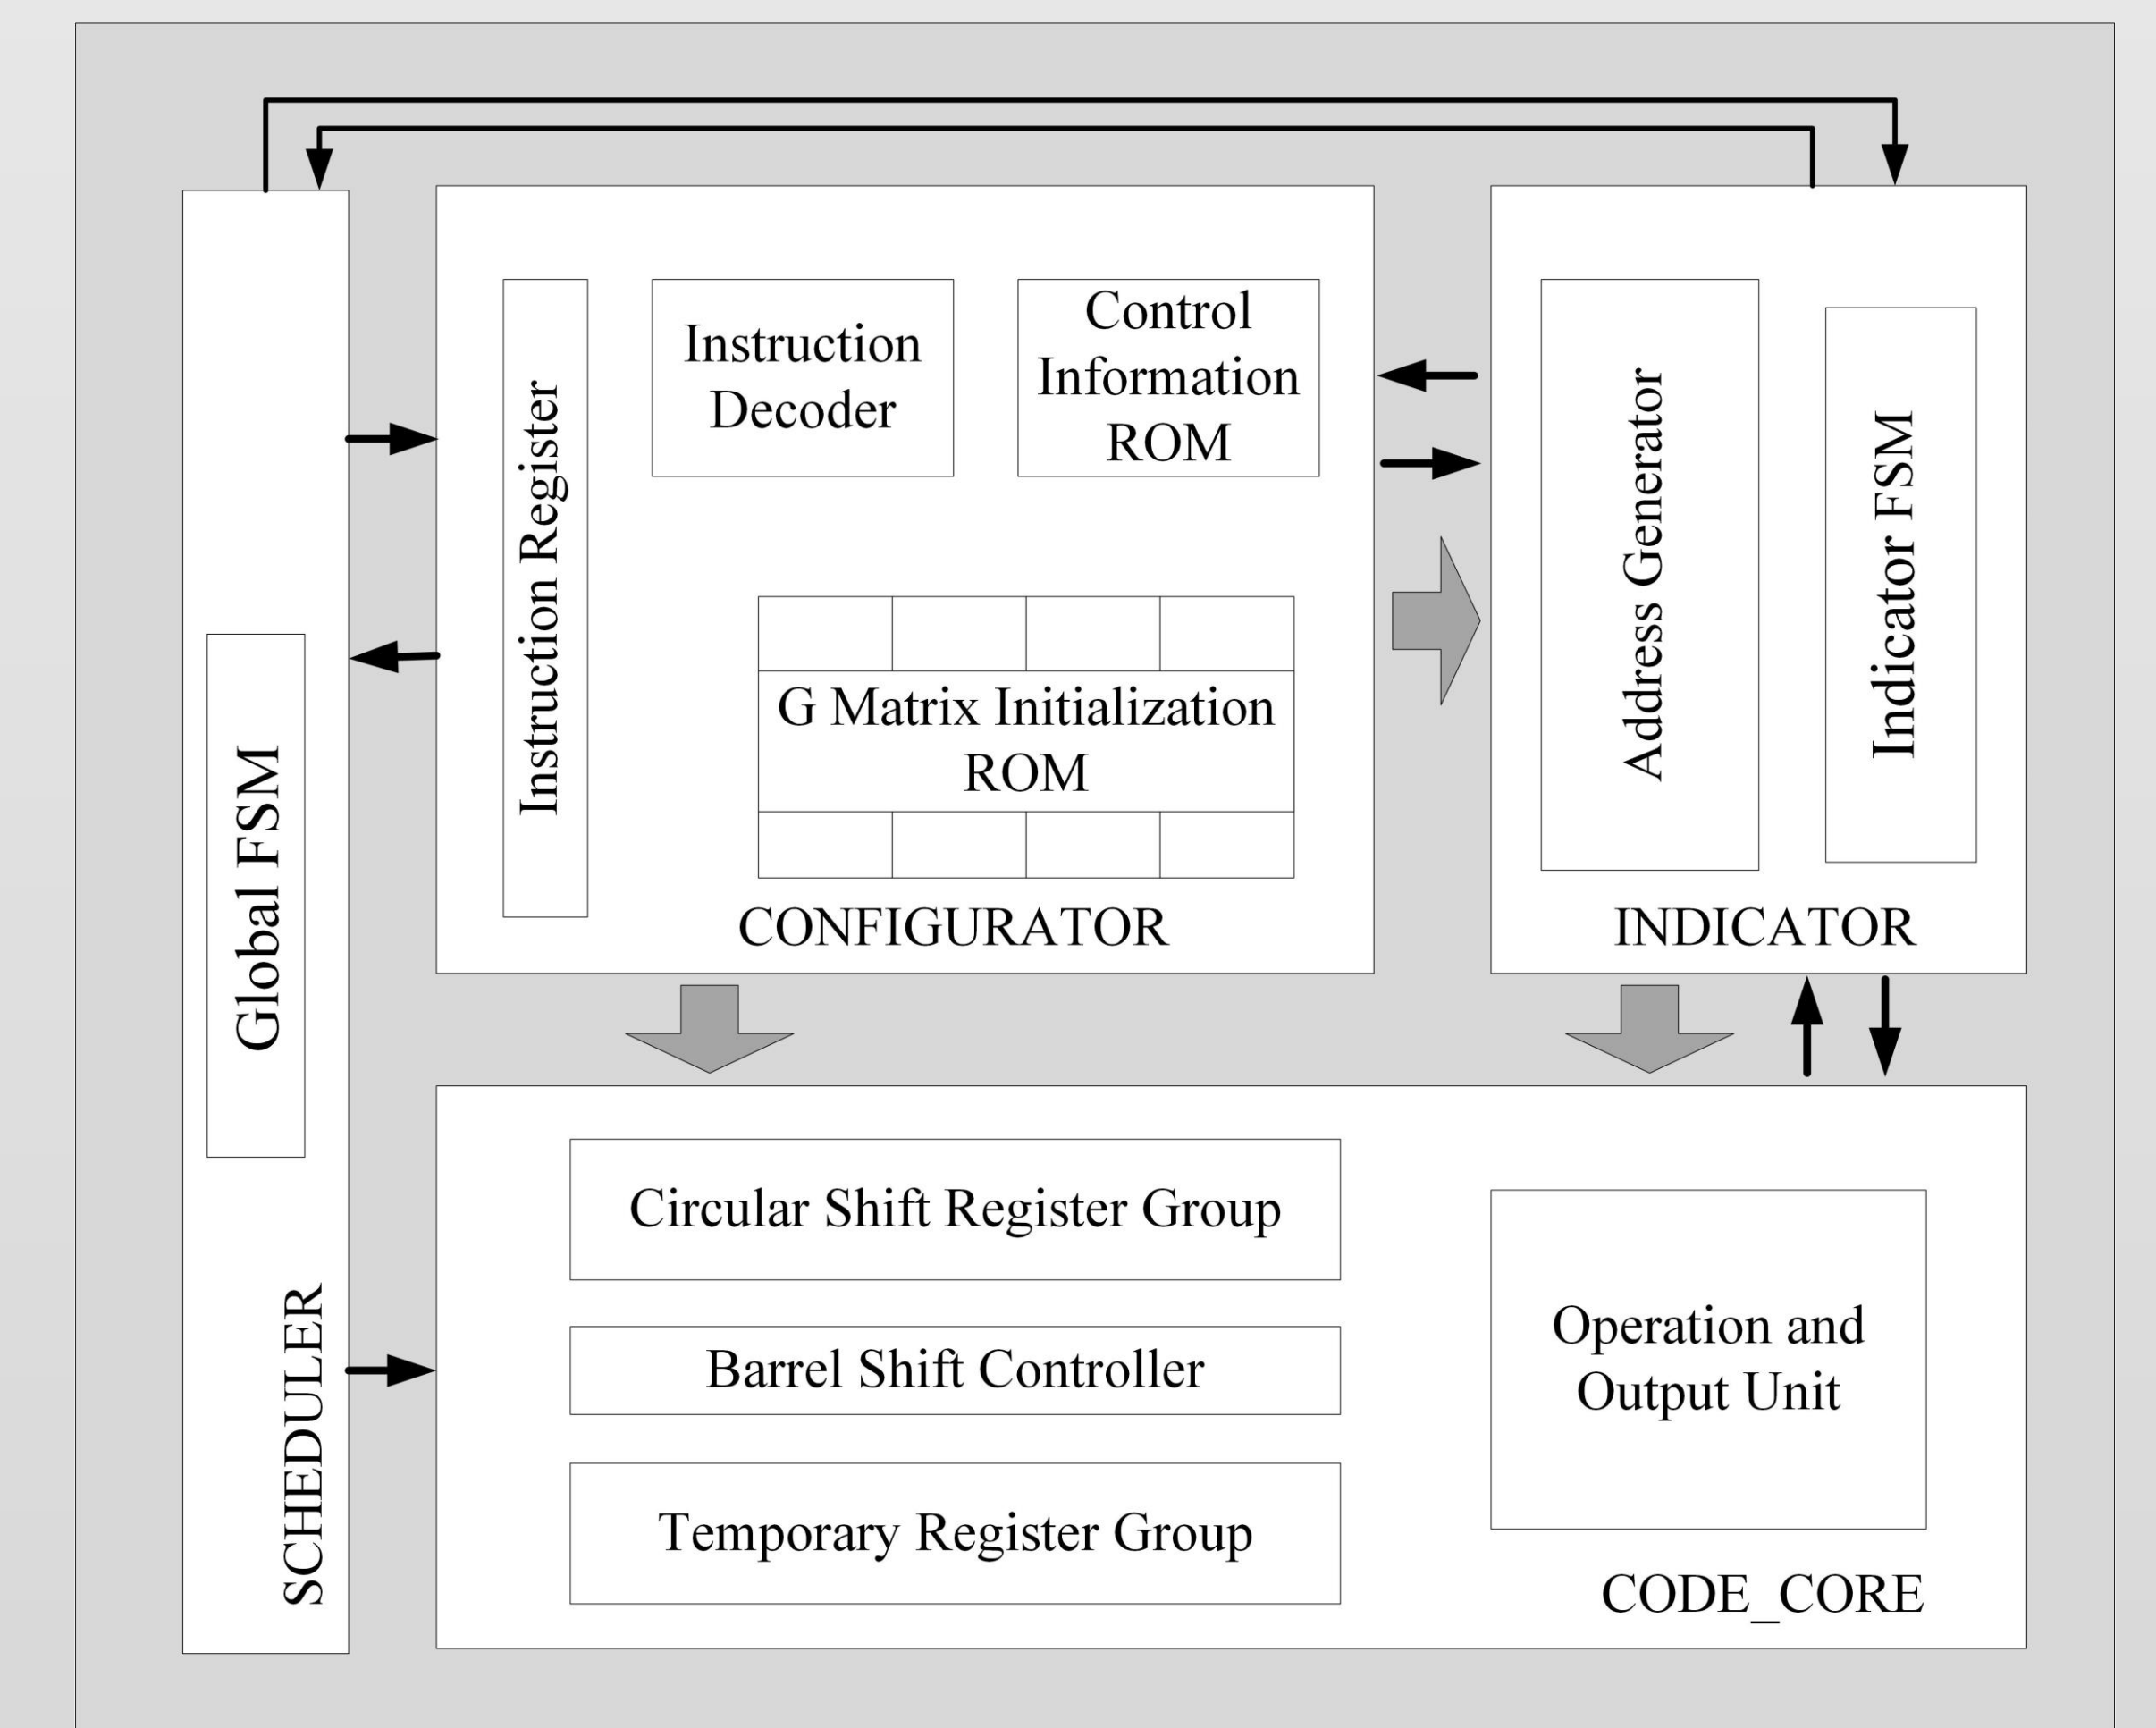 Global FSM
SCHEDULER
Instruction Register
Instruction
Decoder
Control
Information
ROM
G Matrix Initialization
ROM
CONFIGURATOR
Address Generator
Indicator FSM
INDICATOR
Circular Shift Register Group
Barrel Shift Controller
Temporary Register Group
Operation and
Output Unit
CODE_CORE